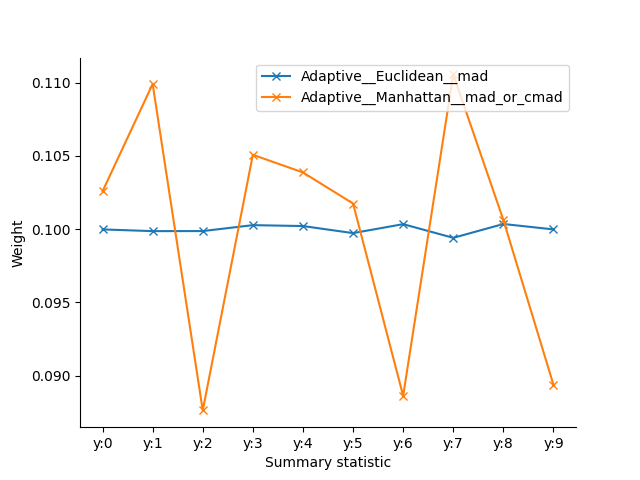 Adaptive__Euclidean__mad
Adaptive__Manhattan__mad_or_cmad
0.110
0.105
0.100
0.095
0.090
Weight
y:0 y:1 y:2 y:3 y:4 y:5 y:6 y:7 y:8 y:9
Summary statistic